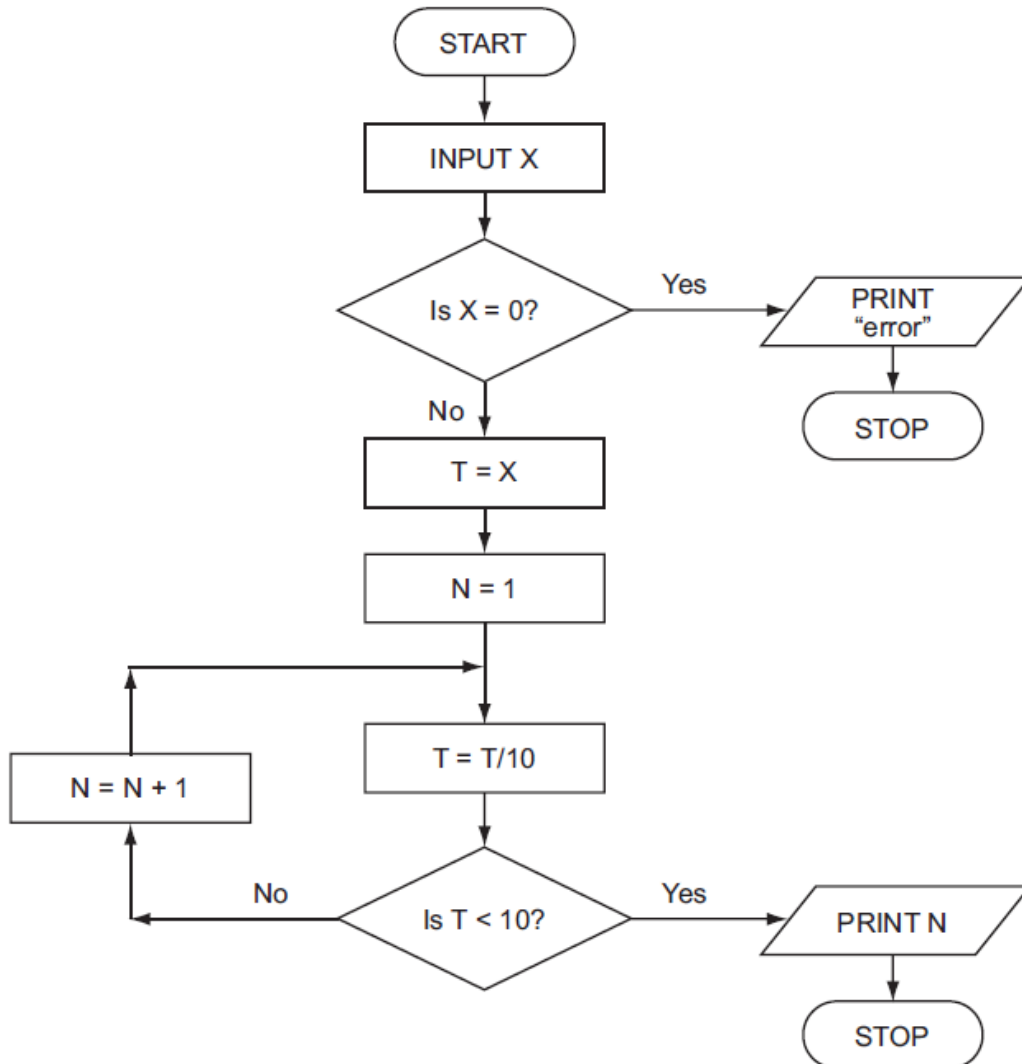 START
INPUT X
Is X = 0?
Yes
PRINT
“error”
STOP
No
T = X
N = 1
T = T/10
N = N + 1
No
Is T < 10?
Yes
PRINT N
STOP